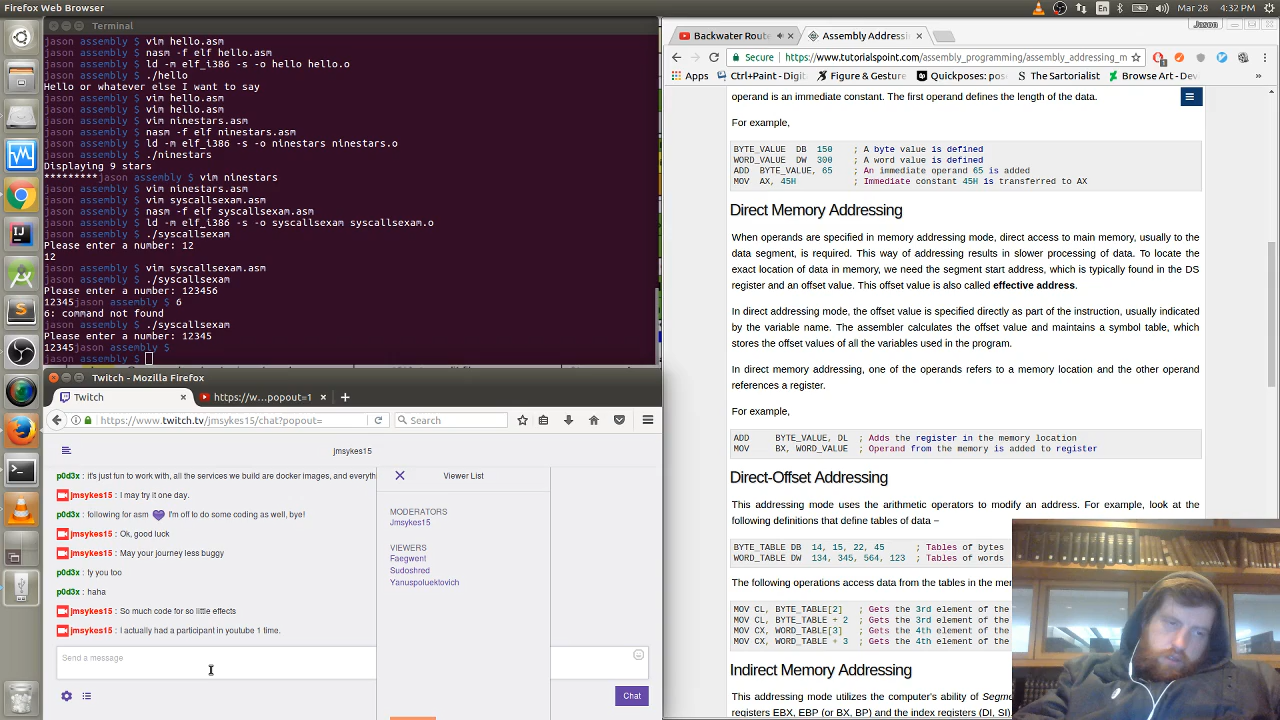 Firefox Web Browser
En
Mar 28
4:32 PM
Terminal
jason assembly $ vim hello.asm
jason assembly $ nasm -f elf hello.asm
jason assembly $ ld -m elf_i386 -s -o hello hello.o
jason assembly $ ./hello
Hello or whatever else I want to say
jason assembly $ vim hello.asm
jason assembly $ vim hello.asm
jason assembly $ vim ninestars.asm
jason assembly $ nasm -f elf ninestars.asm
jason assembly $ ld -m elf_i386 -s -o ninestars ninestars.o
jason assembly $ ./ninestars
Displaying 9 stars
*********jason assembly $ vim ninestars
jason assembly $ vim ninestars.asm
jason assembly $ vim syscallsexam.asm
jason assembly $ nasm -f elf syscallsexam.asm
jason assembly $ ld -m elf_i386 -s -o syscallsexam syscallsexam.o
jason assembly $ ./syscallsexam
Please enter a number: 12
12
jason assembly $ vim syscallsexam.asm
jason assembly $ ./syscallsexam
Please enter a number: 123456
12345jason assembly $ 6
6: command not found
jason assembly $ ./syscallsexam
Please enter a number: 12345
12345jason assembly $
jason assembly $
Twitch - Mozilla Firefox
Twitch
https://w...popout=1
https://www.twitch.tv/jmsykes15/chat?popout=
Search
jmsykes15
p0d3x : it's just fun to work with, all the services we build are docker images, and everyth
jmsykes15 : I may try it one day.
p0d3x : following for asm I'm off to do some coding as well, bye!
jmsykes15 : Ok, good luck
jmsykes15 : May your journey less buggy
p0d3x : ty you too
p0d3x : haha
jmsykes15 : So much code for so little effects
jmsykes15 : I actually had a participant in youtube 1 time.
Send a message
Chat
Viewer List
MODERATORS
Jmsykes15
VIEWERS
Faegwent
Sudoshred
Yanuspoluektovich
Jason
Backwater Route
Assembly Addressi
Secure
https://www.tutorialspoint.com/assembly_programming/assembly_addressing_m
Apps
Ctrl+Paint - Digit
Figure & Gesture
Quickposes: pos
The Sartorialist
Browse Art - Dev
operand is an immediate constant. The first operand defines the length of the data.
For example,
BYTE_VALUE DB 150 ; A byte value is defined
WORD_VALUE DW 300 ; A word value is defined
ADD BYTE_VALUE, 65 ; An immediate operand 65 is added
MOV AX, 45H ; Immediate constant 45H is transferred to AX
Direct Memory Addressing
When operands are specified in memory addressing mode, direct access to main memory, usually to the
data segment, is required. This way of addressing results in slower processing of data. To locate the
exact location of data in memory, we need the segment start address, which is typically found in the DS
register and an offset value. This offset value is also called effective address.
In direct addressing mode, the offset value is specified directly as part of the instruction, usually indicated
by the variable name. The assembler calculates the offset value and maintains a symbol table, which
stores the offset values of all the variables used in the program.
In direct memory addressing, one of the operands refers to a memory location and the other operand
references a register.
For example,
ADD BYTE_VALUE, DL ; Adds the register in the memory location
MOV BX, WORD_VALUE ; Operand from the memory is added to register
Direct-Offset Addressing
This addressing mode uses the arithmetic operators to modify an address. For example, look at the
following definitions that define tables of data −
BYTE_TABLE DB 14, 15, 22, 45 ; Tables of bytes
WORD_TABLE DW 134, 345, 564, 123 ; Tables of words
The following operations access data from the tables in the mem
MOV CL, BYTE_TABLE[2] ; Gets the 3rd element of the
MOV CL, BYTE_TABLE + 2 ; Gets the 3rd element of the
MOV CX, WORD_TABLE[3] ; Gets the 4th element of the
MOV CX, WORD_TABLE + 3 ; Gets the 4th element of the
Indirect Memory Addressing
This addressing mode utilizes the computer's ability of Segme
registers EBX, EBP (or BX, BP) and the index registers (DI, SI)